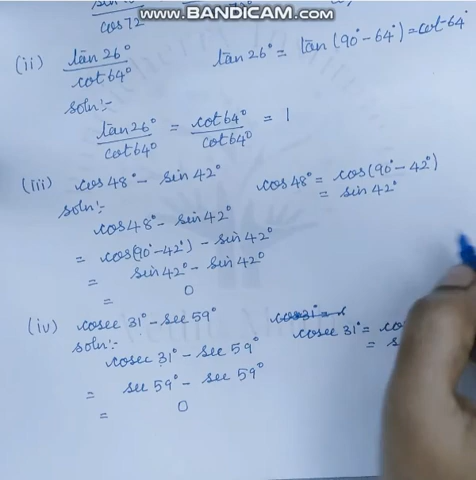 WWW.BANDICAM.COM
cos 72°
(ii) tan 26° / cot 64° tan 26° = tan (90° - 64°) = cot 64°
soln:-
tan 26° / cot 64° = cot 64° / cot 64° = 1
(iii) cos 48° - sin 42° cos 48° = cos (90° - 42°)
= sin 42°
soln:-
cos 48° - sin 42°
= cos(90° - 42°) - sin 42°
= sin 42° - sin 42°
= 0
(iv) cosec 31° - sec 59°
soln:- cosec 31° =
cosec 31° - sec 59°
= sec 59° - sec 59°
= 0